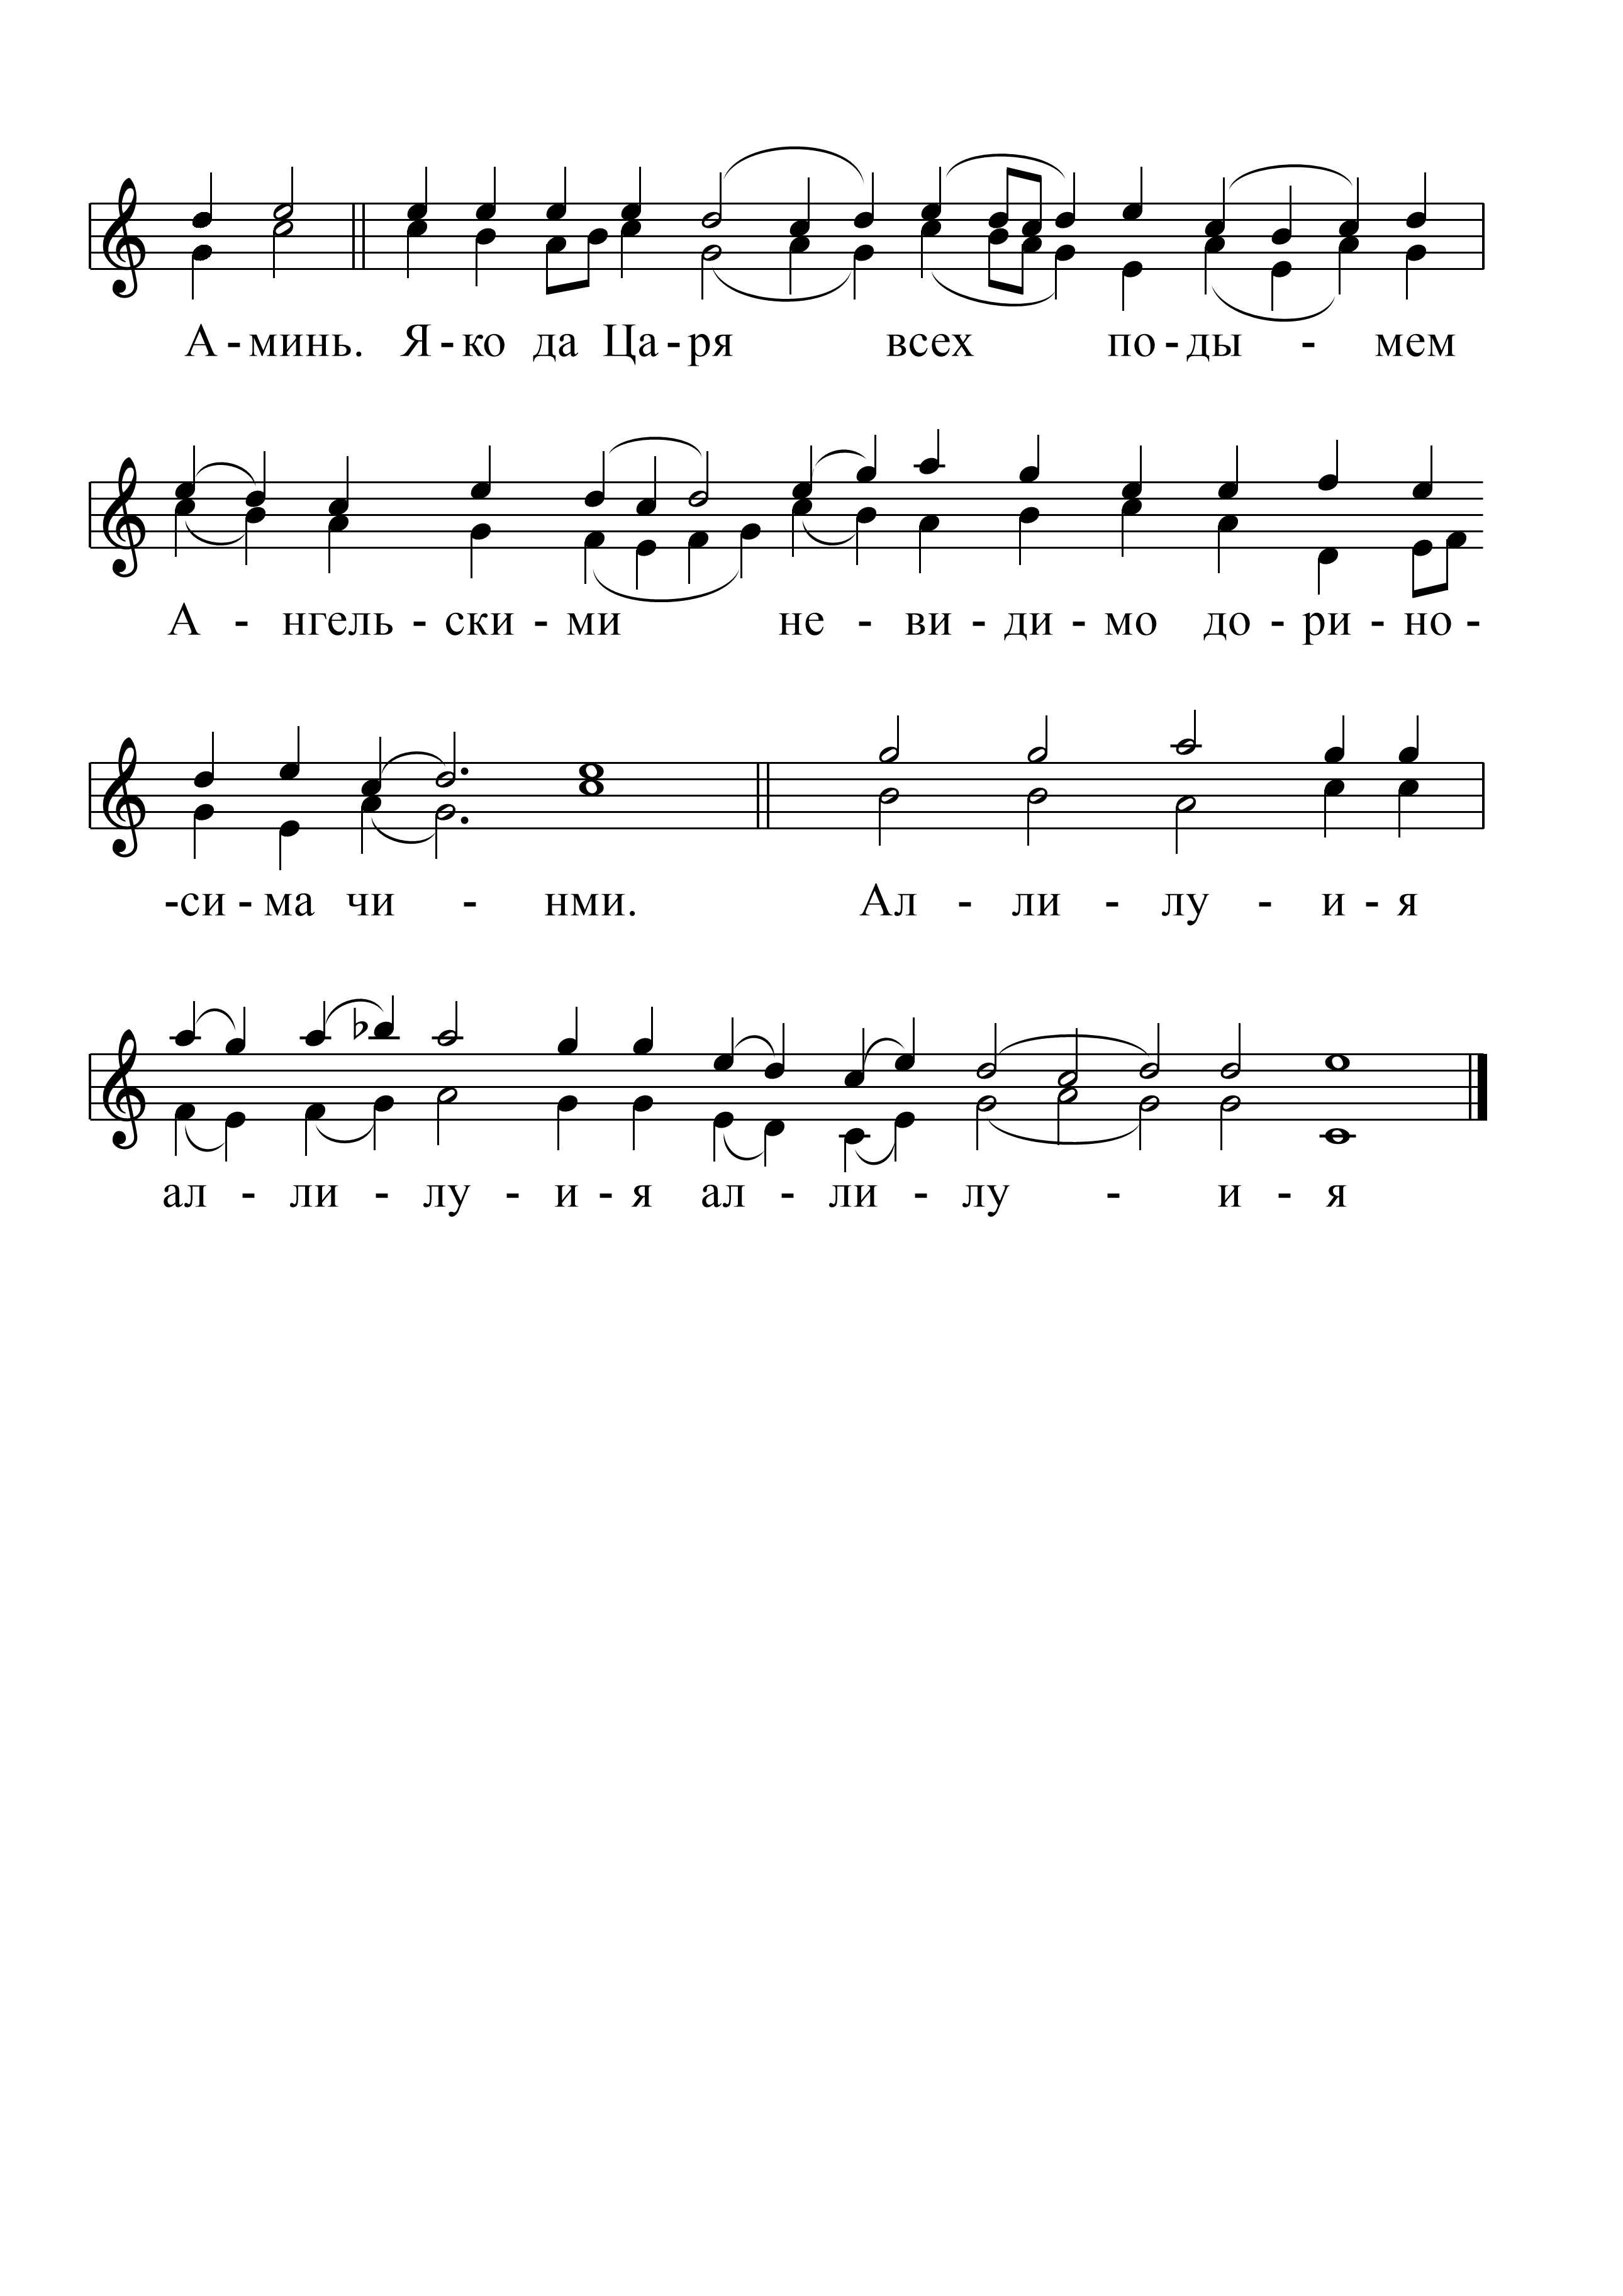 А-минь. Я-ко да Ца-ря всех по-ды - мем
А - нгель - ски - ми не - ви - ди - мо до - ри - но-
-си - ма чи - нми. Ал - ли - лу - и - я
ал - ли - лу - и - я ал - ли - лу - и - я